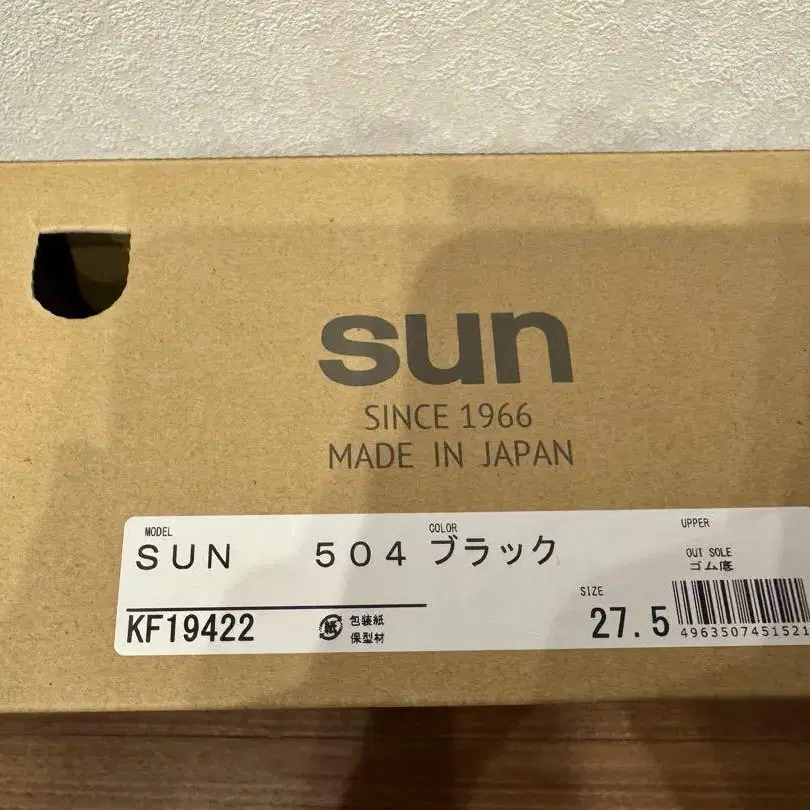 sun
SINCE 1966
MADE IN JAPAN
MODEL
SUN 504
COLOR
ブラック
UPPER
OUT SOLE
ゴム底
KF19422
紙
包装紙
保型材
SIZE
27.5
4963507451521